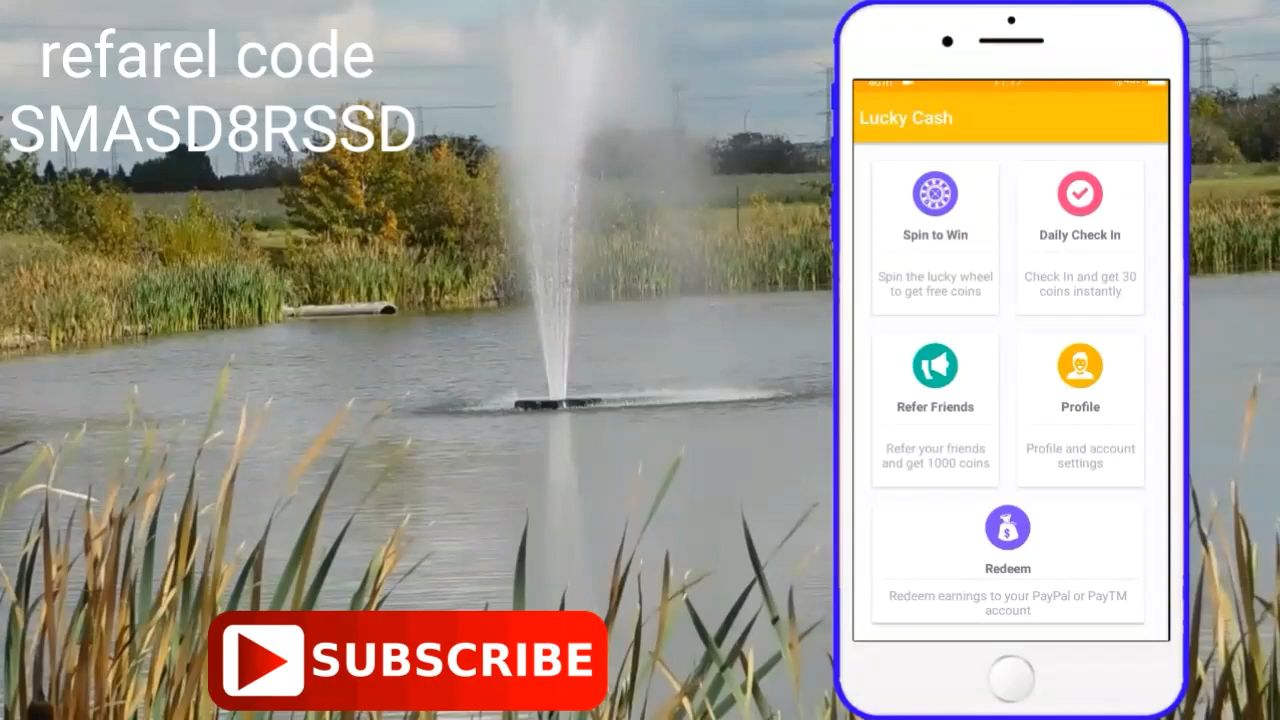 refarel code
SMASD8RSSD
Lucky Cash
Spin to Win
Spin the lucky wheel
to get free coins
Daily Check In
Check In and get 30
coins instantly
Refer Friends
Refer your friends
and get 1000 coins
Profile
Profile and account
settings
Redeem
Redeem earnings to your PayPal or PayTM
account
SUBSCRIBE